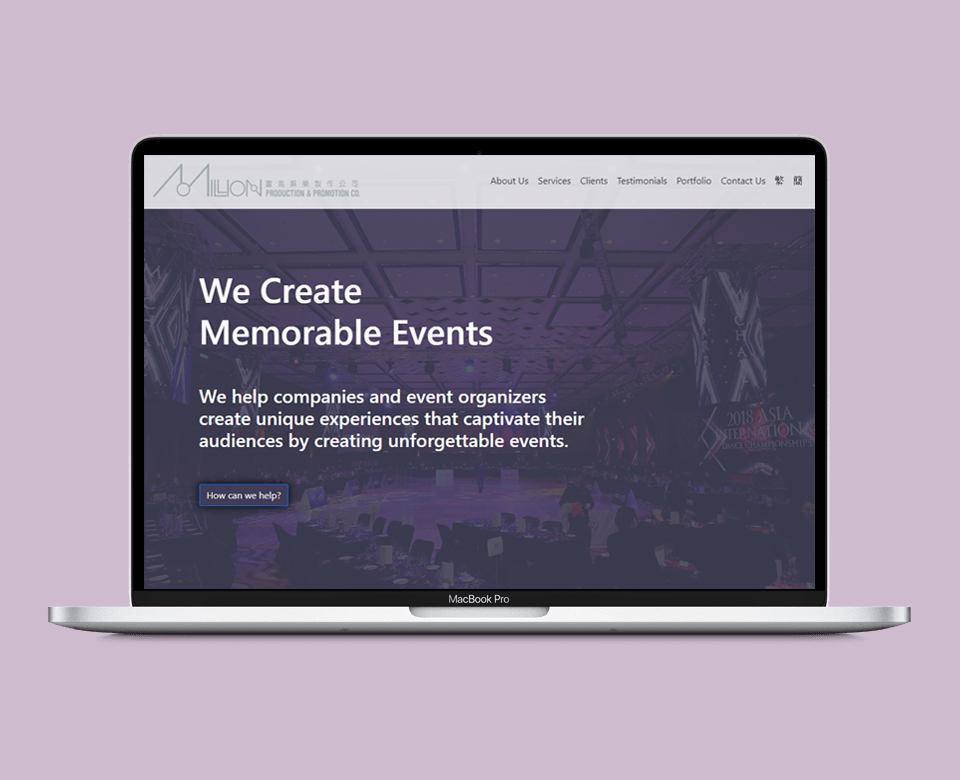 MILLION
PRODUCTION & PROMOTION CO.
About Us Services Clients Testimonials Portfolio Contact Us 繁 簡
We Create
Memorable Events
We help companies and event organizers
create unique experiences that captivate their
audiences by creating unforgettable events.
2018 ASIA
INTERNATIONAL
DANCE CHAMPIONSHIPS
How can we help?
MacBook Pro